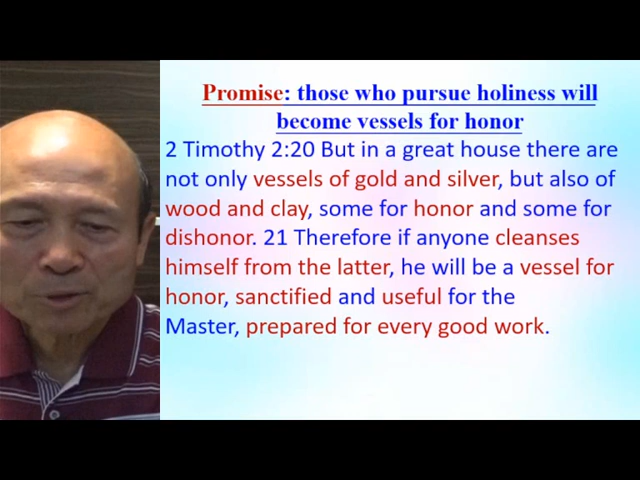 Promise: those who pursue holiness will
become vessels for honor
2 Timothy 2:20 But in a great house there are
not only vessels of gold and silver, but also of
wood and clay, some for honor and some for
dishonor. 21 Therefore if anyone cleanses
himself from the latter, he will be a vessel for
honor, sanctified and useful for the
Master, prepared for every good work.